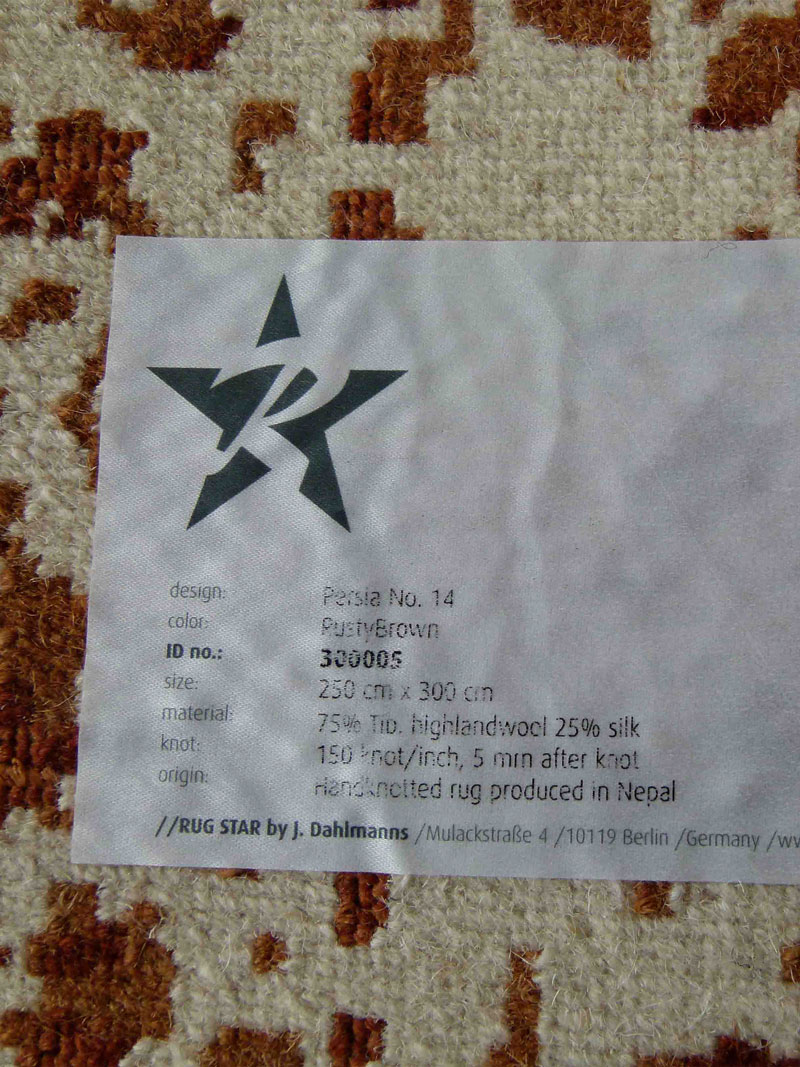 design: Persia No. 14
color: RustyBrown
ID no.: 300005
size: 250 cm x 300 cm
material: 75% Tib. highlandwool 25% silk
knot: 150 knot/inch, 5 mm after knot
origin: Handknotted rug produced in Nepal
//RUG STAR by J. Dahlmanns /Mulackstraße 4 /10119 Berlin /Germany /ww